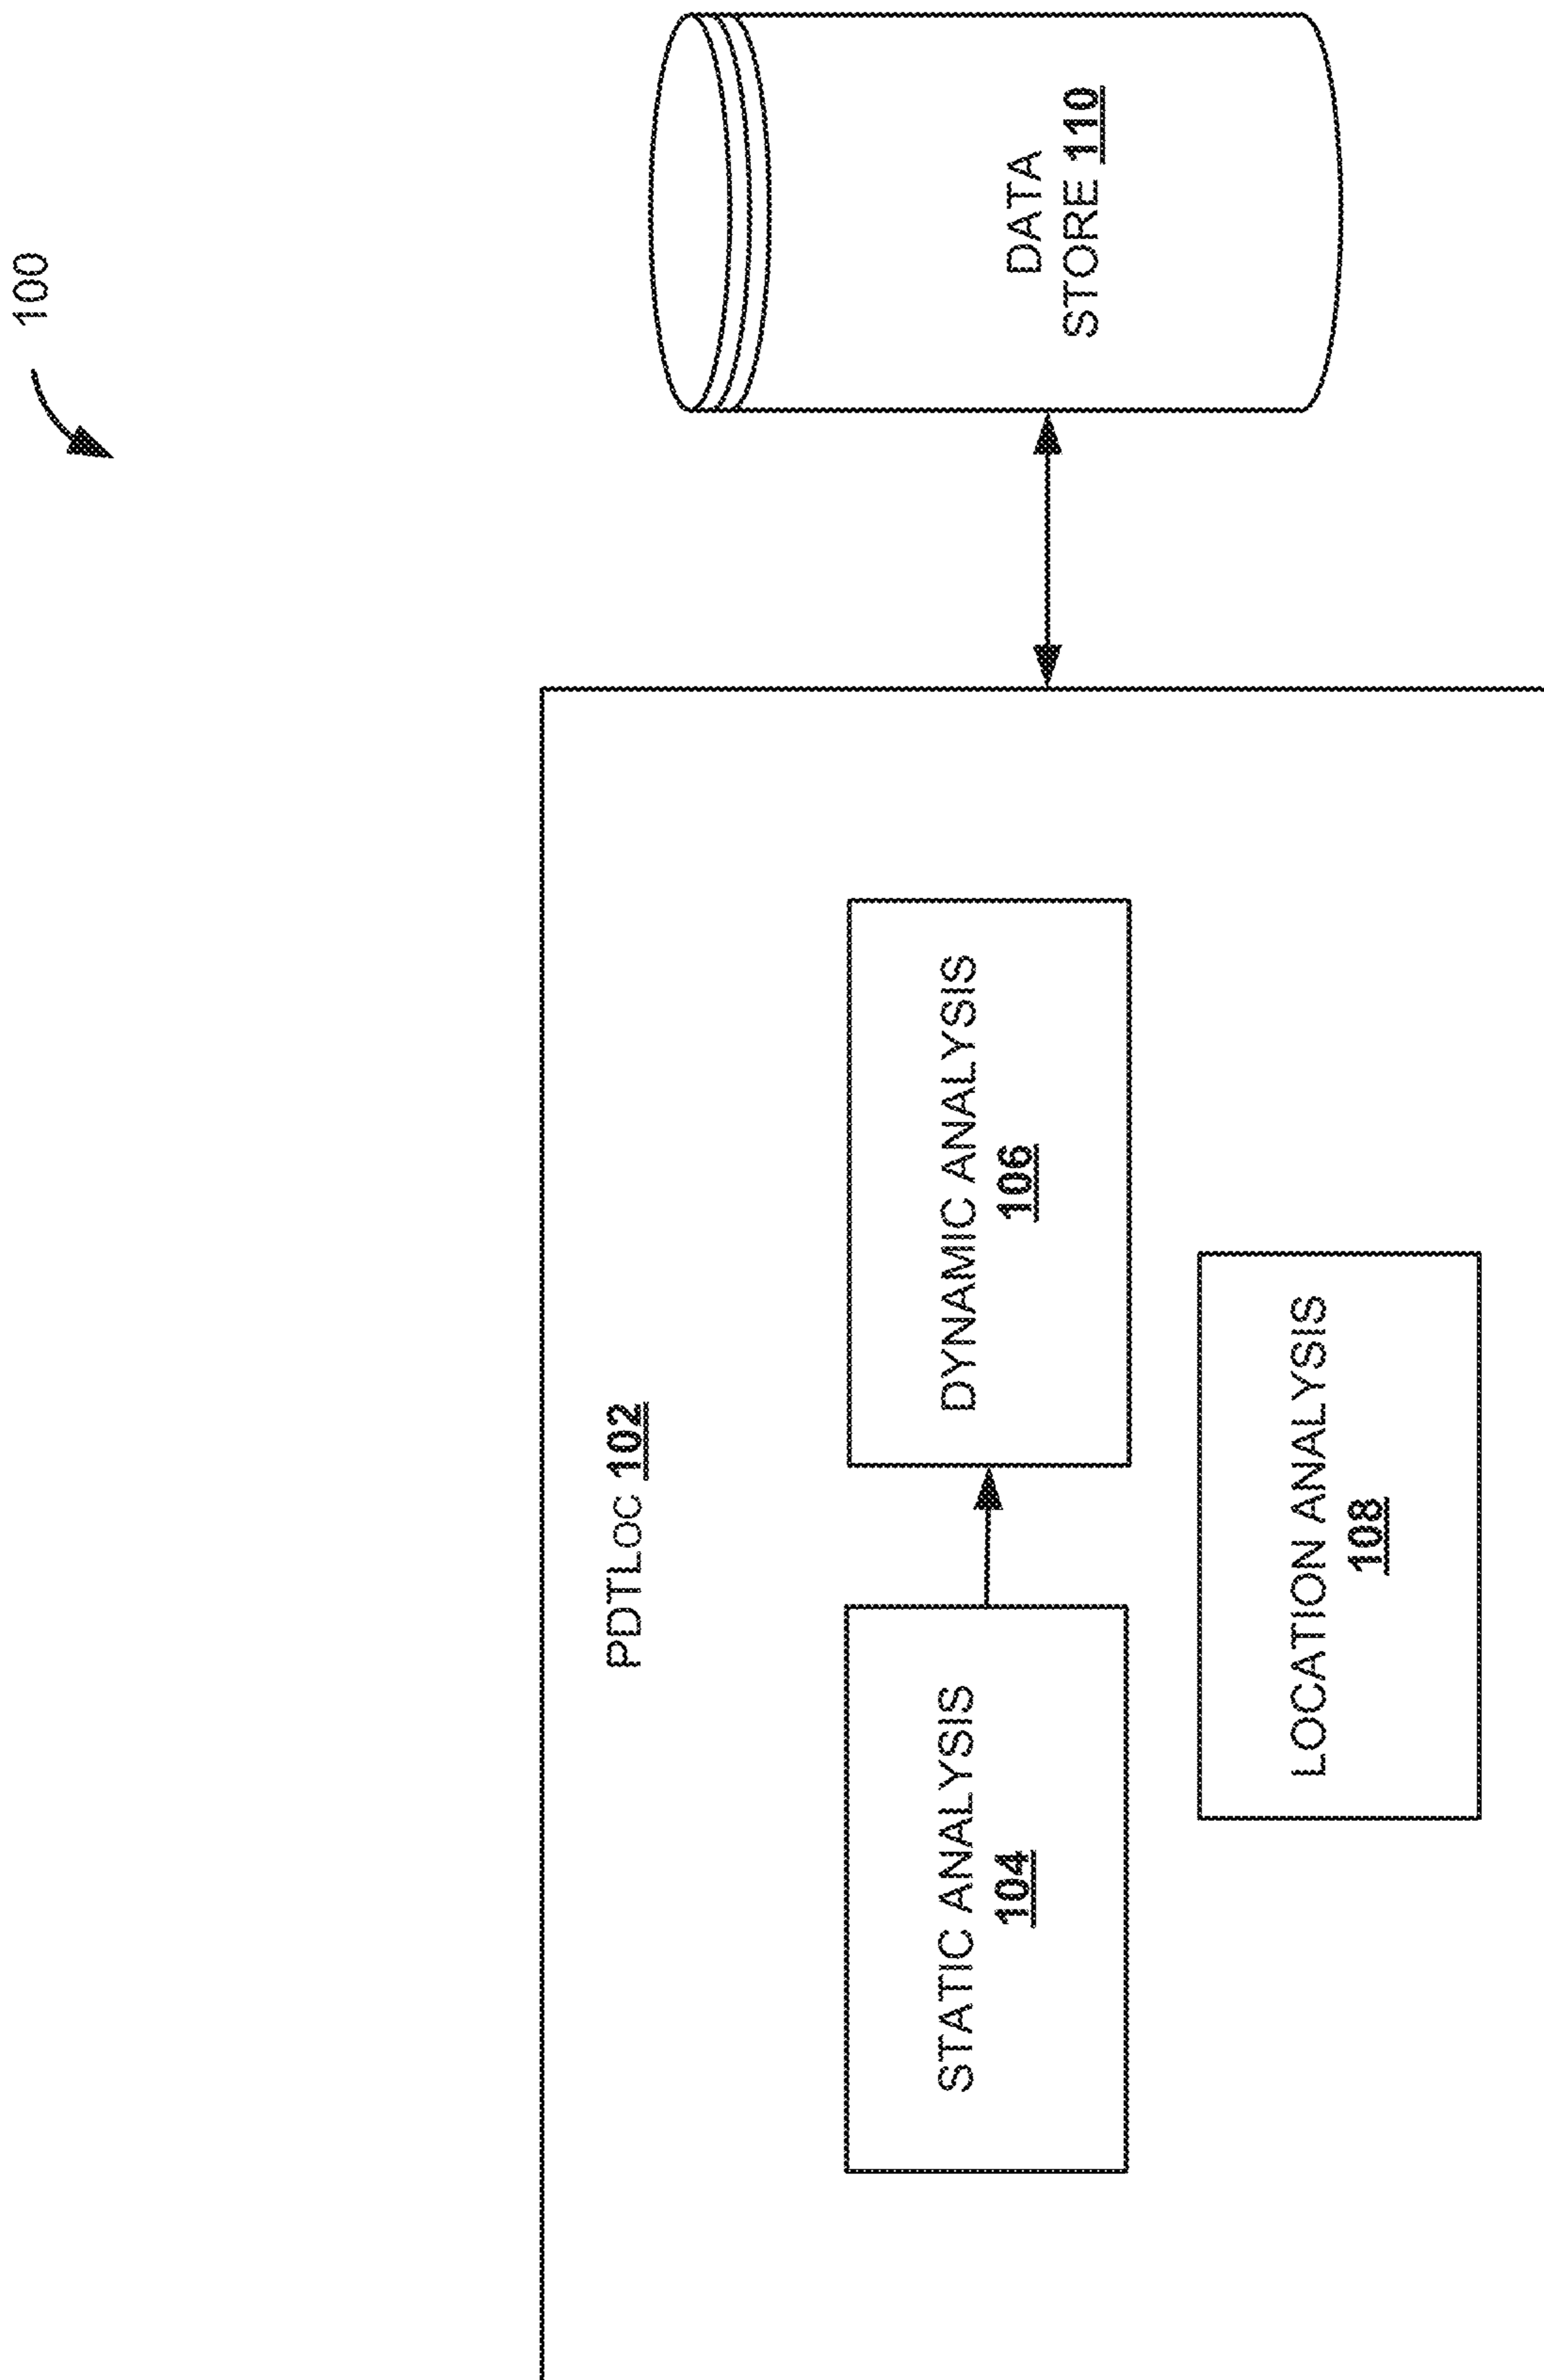 100
PDTLOC 102
STATIC ANALYSIS
104
DYNAMIC ANALYSIS
106
LOCATION ANALYSIS
108
DATA
STORE 110